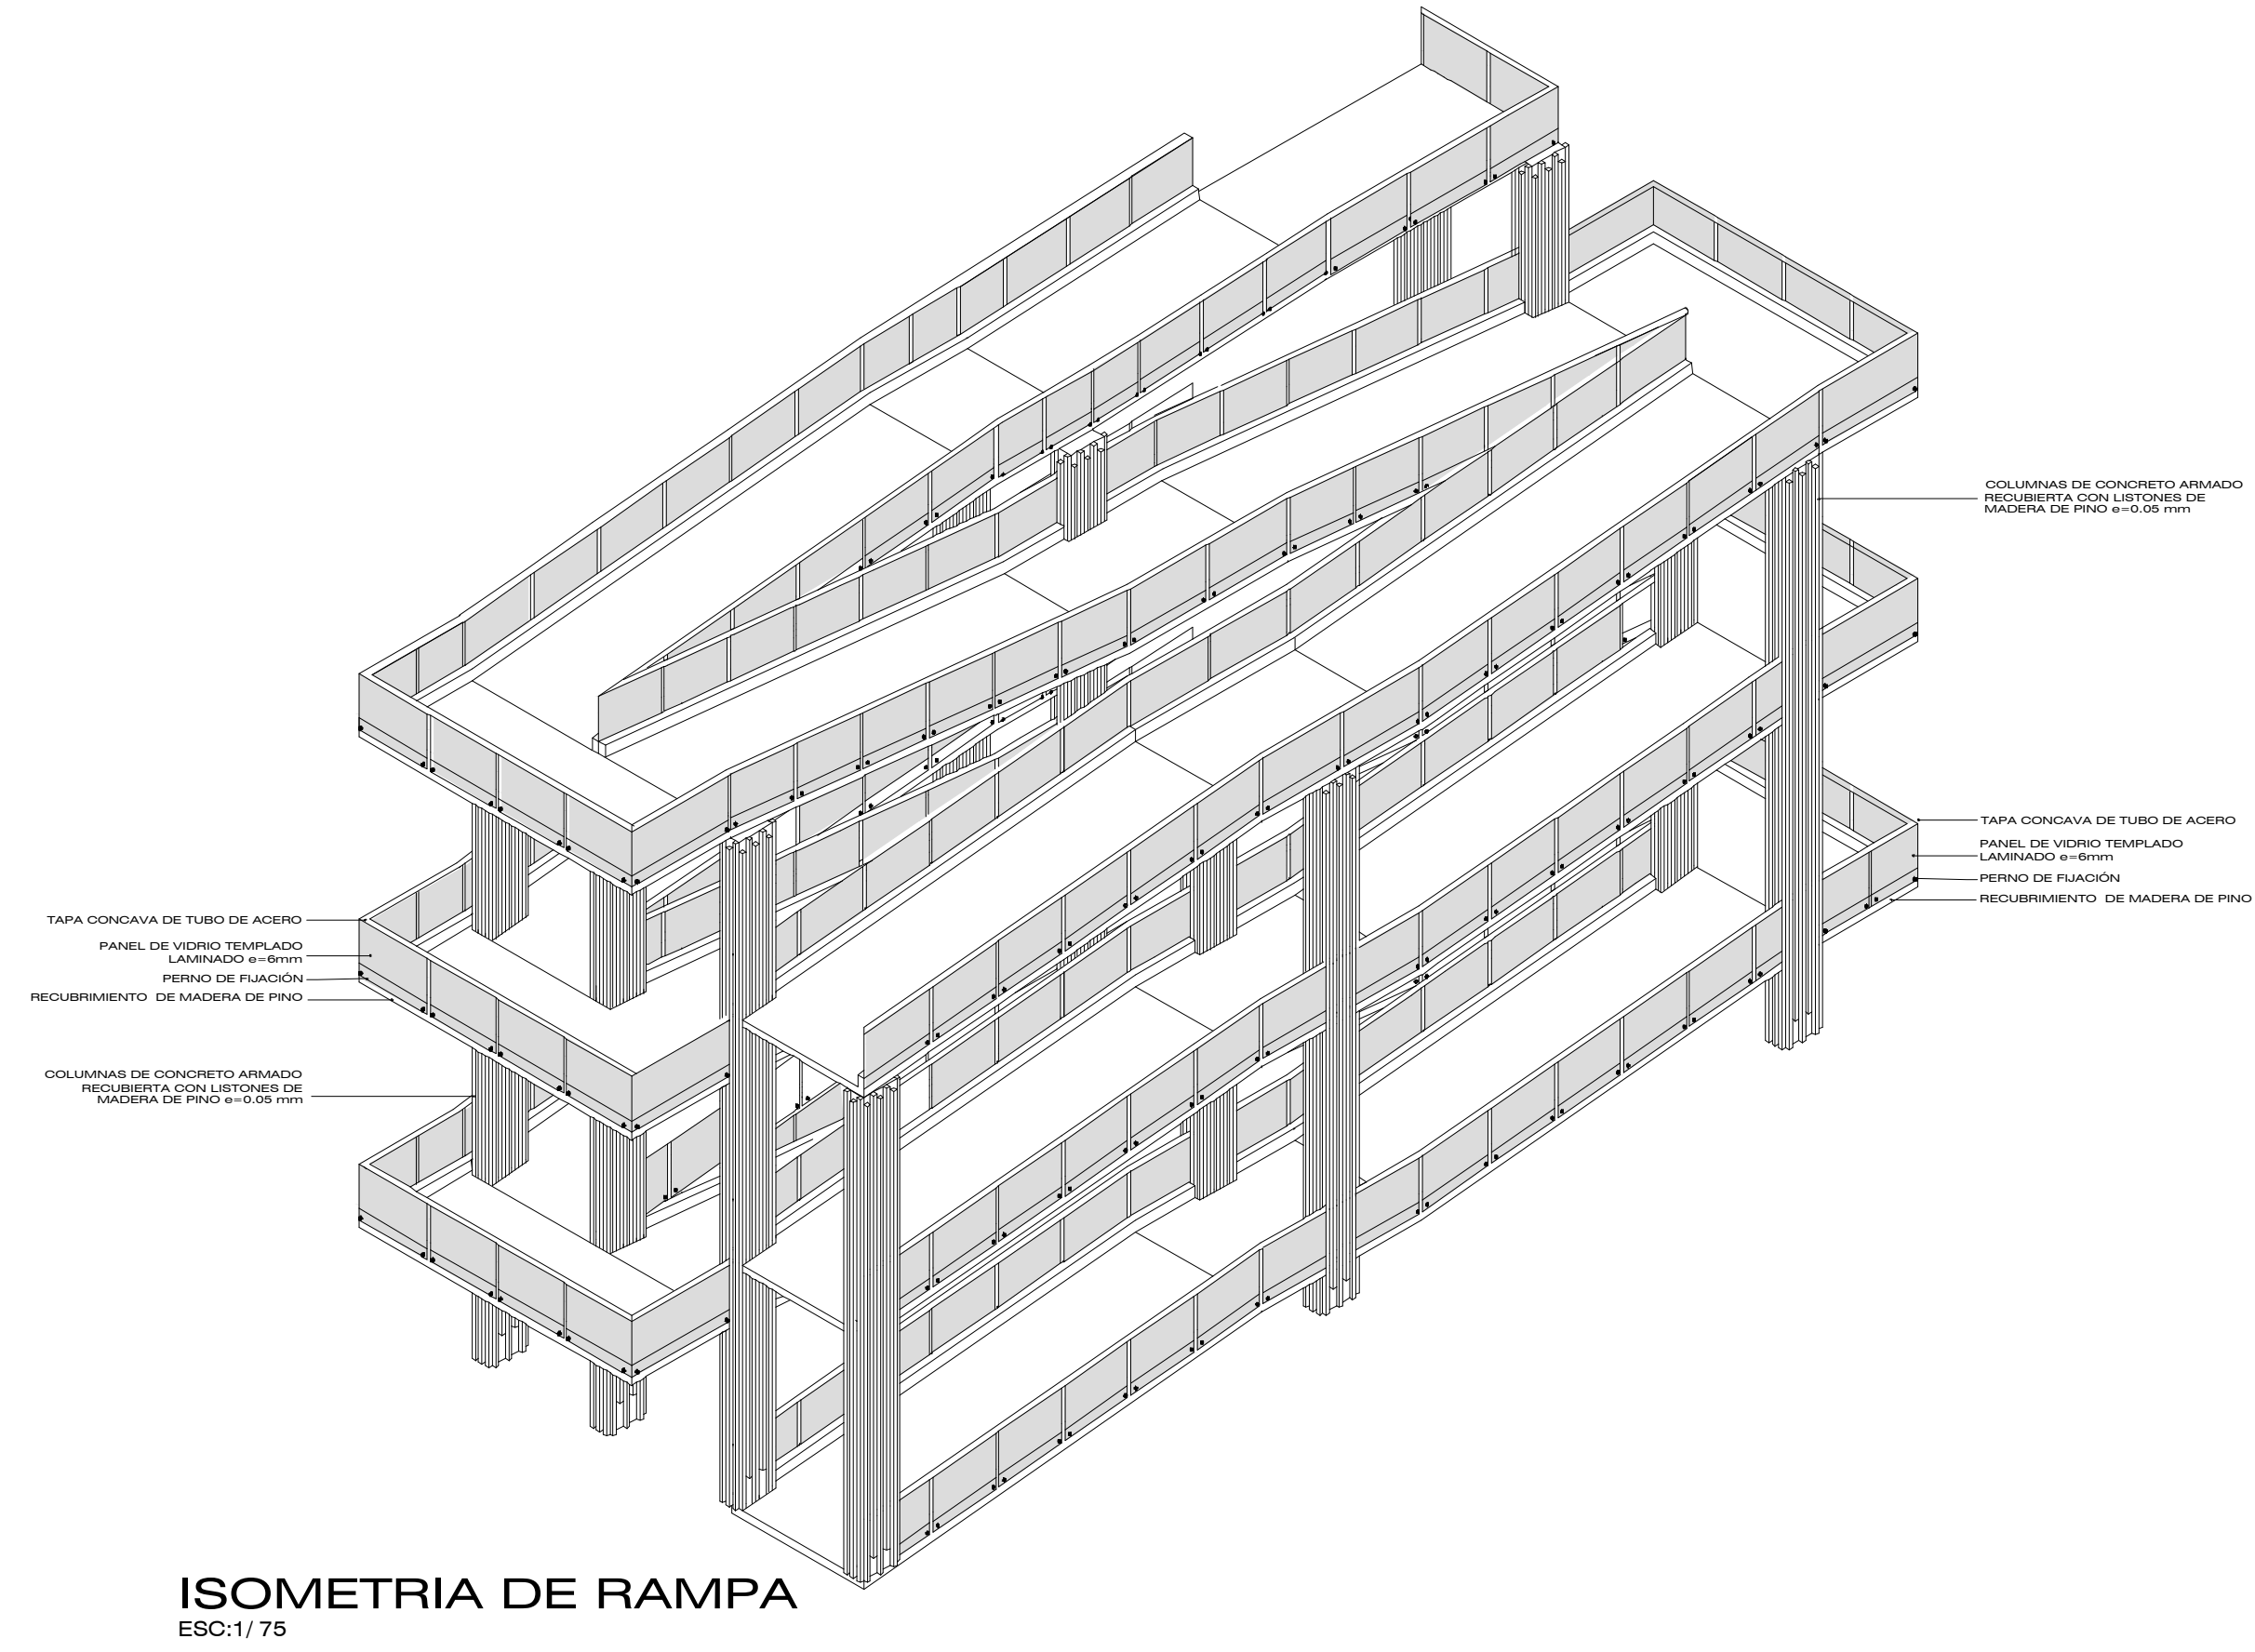 COLUMNAS DE CONCRETO ARMADO
RECUBIERTA CON LISTONES DE
MADERA DE PINO e=0.05 mm
TAPA CONCAVA DE TUBO DE ACERO
PANEL DE VIDRIO TEMPLADO
LAMINADO e=6mm
PERNO DE FIJACIÓN
RECUBRIMIENTO DE MADERA DE PINO
TAPA CONCAVA DE TUBO DE ACERO
PANEL DE VIDRIO TEMPLADO
LAMINADO e=6mm
PERNO DE FIJACIÓN
RECUBRIMIENTO DE MADERA DE PINO
COLUMNAS DE CONCRETO ARMADO
RECUBIERTA CON LISTONES DE
MADERA DE PINO e=0.05 mm
ISOMETRIA DE RAMPA
ESC:1/ 75